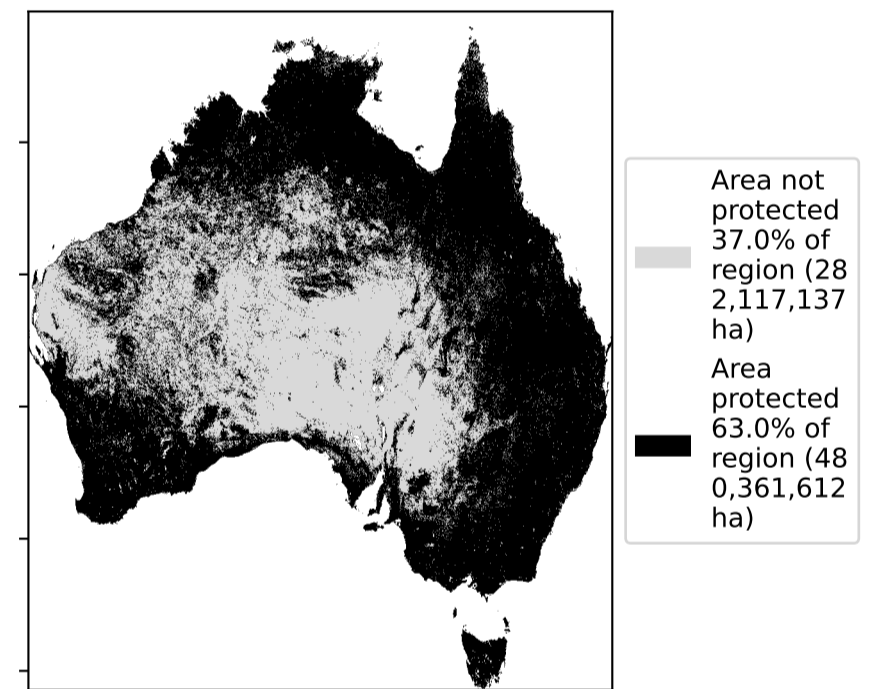 Area not
protected
37.0% of
region (28
2,117,137
ha)
Area
protected
63.0% of
region (48
0,361,612
ha)